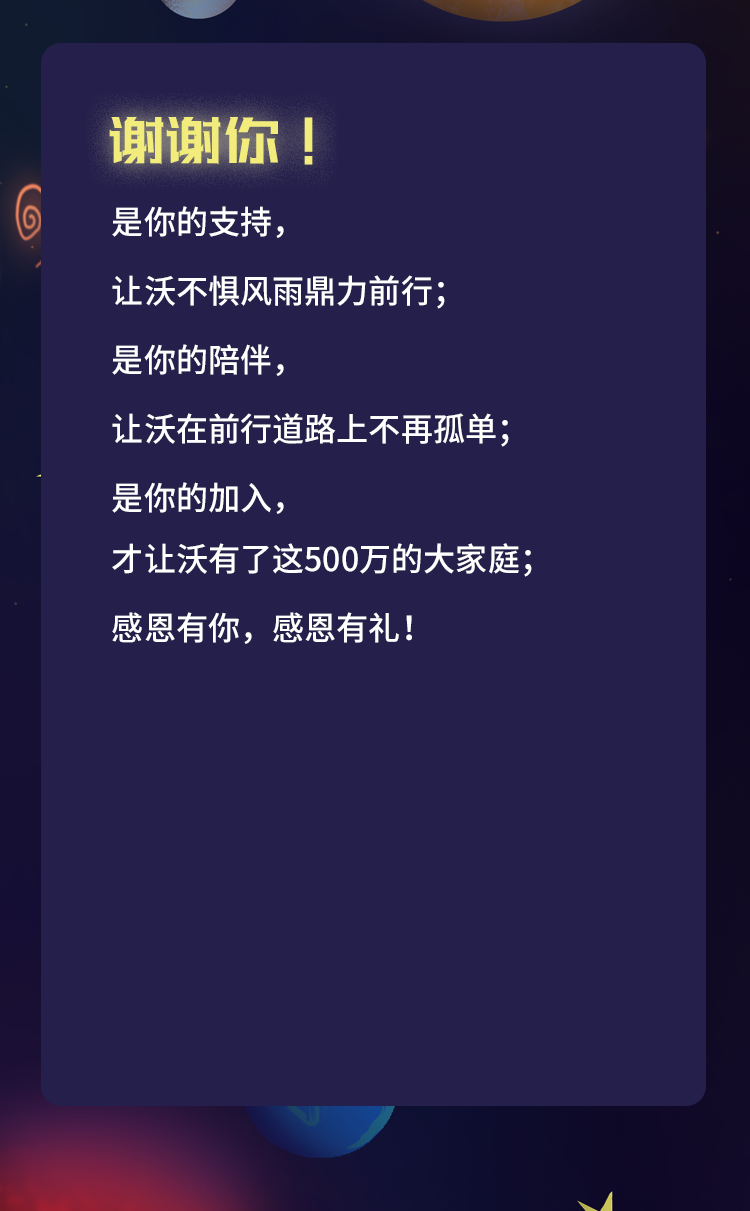 谢谢你！
是你的支持，
让沃不惧风雨鼎力前行；
是你的陪伴，
让沃在前行道路上不再孤单；
是你的加入，
才让沃有了这500万的大家庭；
感恩有你，感恩有礼！